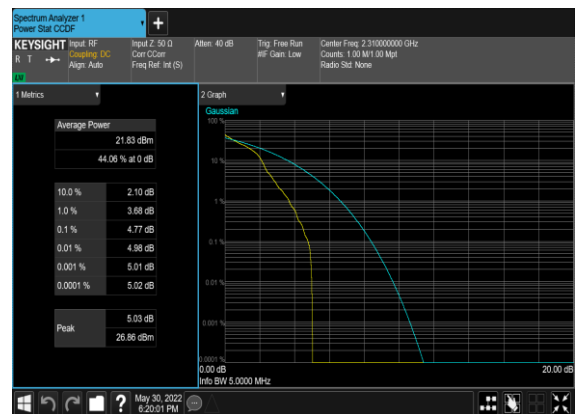 Spectrum Analyzer 1
Power Stat CCDF
KEYSIGHT
R T
LXI
Input: RF
Coupling: DC
Align: Auto
Input Z: 50 Ω
Corr CCorr
Freq Ref: Int (S)
Atten: 40 dB
Trig: Free Run
#IF Gain: Low
Center Freq: 2.310000000 GHz
Counts: 1.00 M/1.00 Mpt
Radio Std: None
1 Metrics
Average Power
21.83 dBm
44.06 % at 0 dB
10.0 % 2.10 dB
1.0 % 3.68 dB
0.1 % 4.77 dB
0.01 % 4.98 dB
0.001 % 5.01 dB
0.0001 % 5.02 dB
Peak
5.03 dB
26.86 dBm
2 Graph
Gaussian
100 %
10 %
1 %
0.1 %
0.01 %
0.001 %
0.0001 %
0.00 dB 20.00 dB
Info BW 5.0000 MHz
?
May 30, 2022
6:20:01 PM